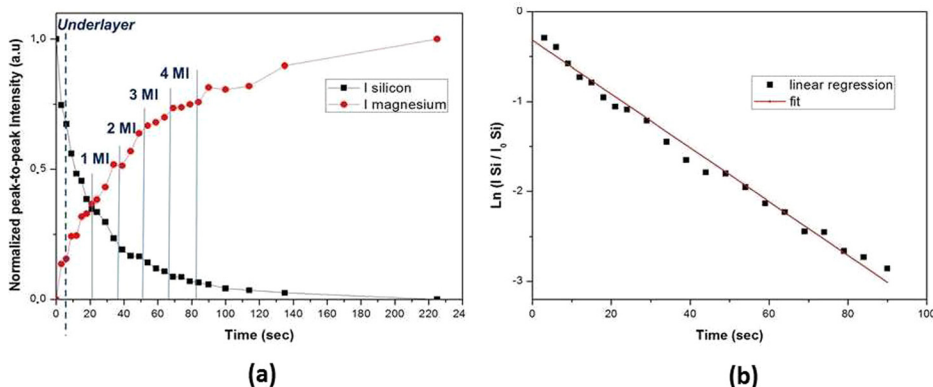 Underlayer
1,0
0,5
0,0
Normalized peak-to-peak Intensity (a.u)
1 Ml
2 Ml
3 Ml
4 Ml
I silicon
I magnesium
0 20 40 60 80 100 120 140 160 180 200 220 24
Time (sec)
(a)
0
-1
-2
-3
Ln (I Si / I₀ Si)
linear regression
fit
0 20 40 60 80 100
Time (sec)
(b)